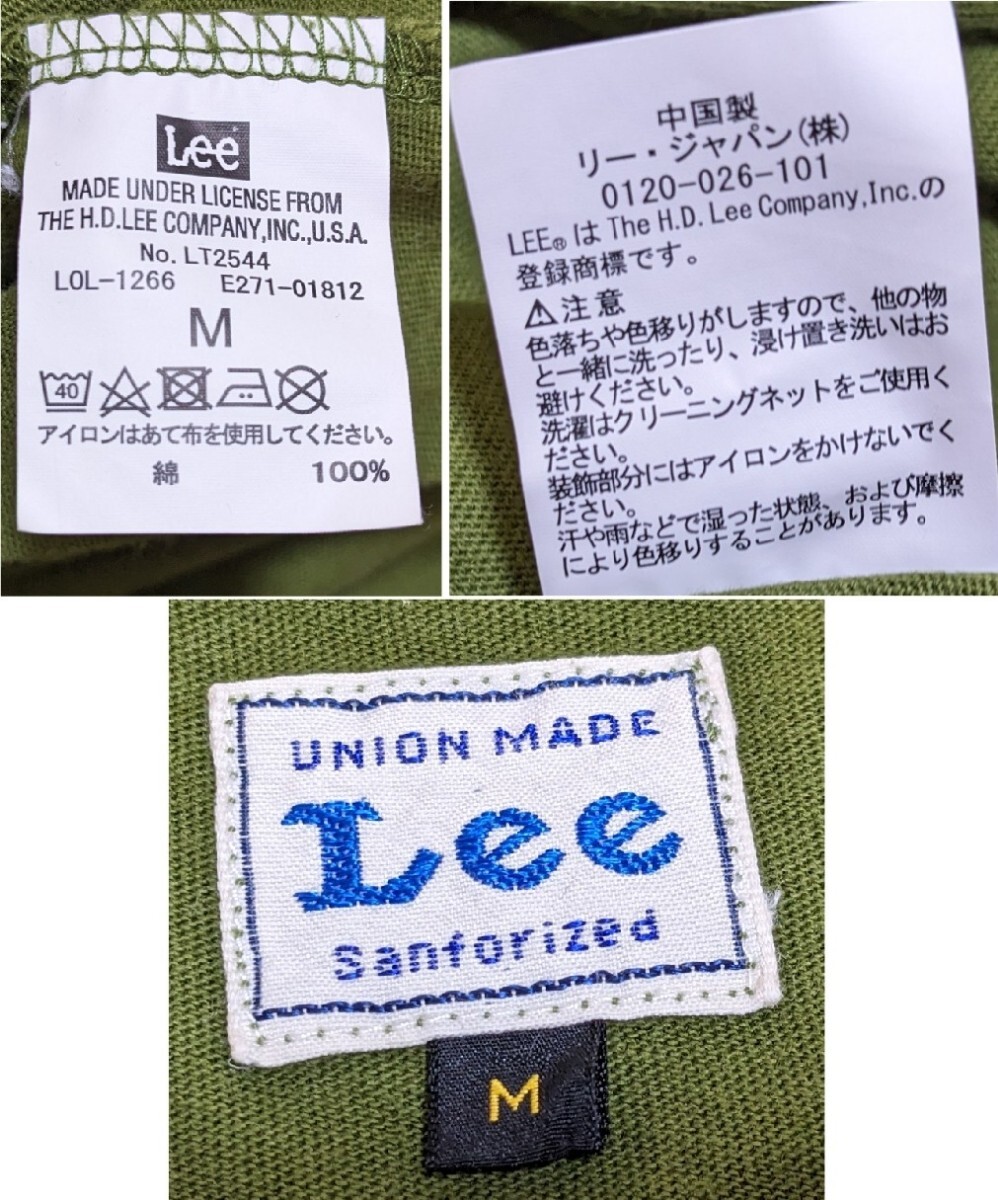 Lee
MADE UNDER LICENSE FROM
THE H.D.LEE COMPANY,INC.,U.S.A.
No. LT2544
LOL-1266 E271-01812
M
40
アイロンはあて布を使用してください。
綿 100%
中国製
リー・ジャパン(株)
0120-026-101
LEE® は The H.D. Lee Company,Inc.の
登録商標です。
⚠注意
色落ちや色移りがしますので、他の物
と一緒に洗ったり、浸け置き洗いはお
避けください。
洗濯はクリーニングネットをご使用く
ださい。
装飾部分にはアイロンをかけないでく
ださい。
汗や雨などで湿った状態、および摩擦
により色移りすることがあります。
UNION MADE
Lee
Sanforized
M